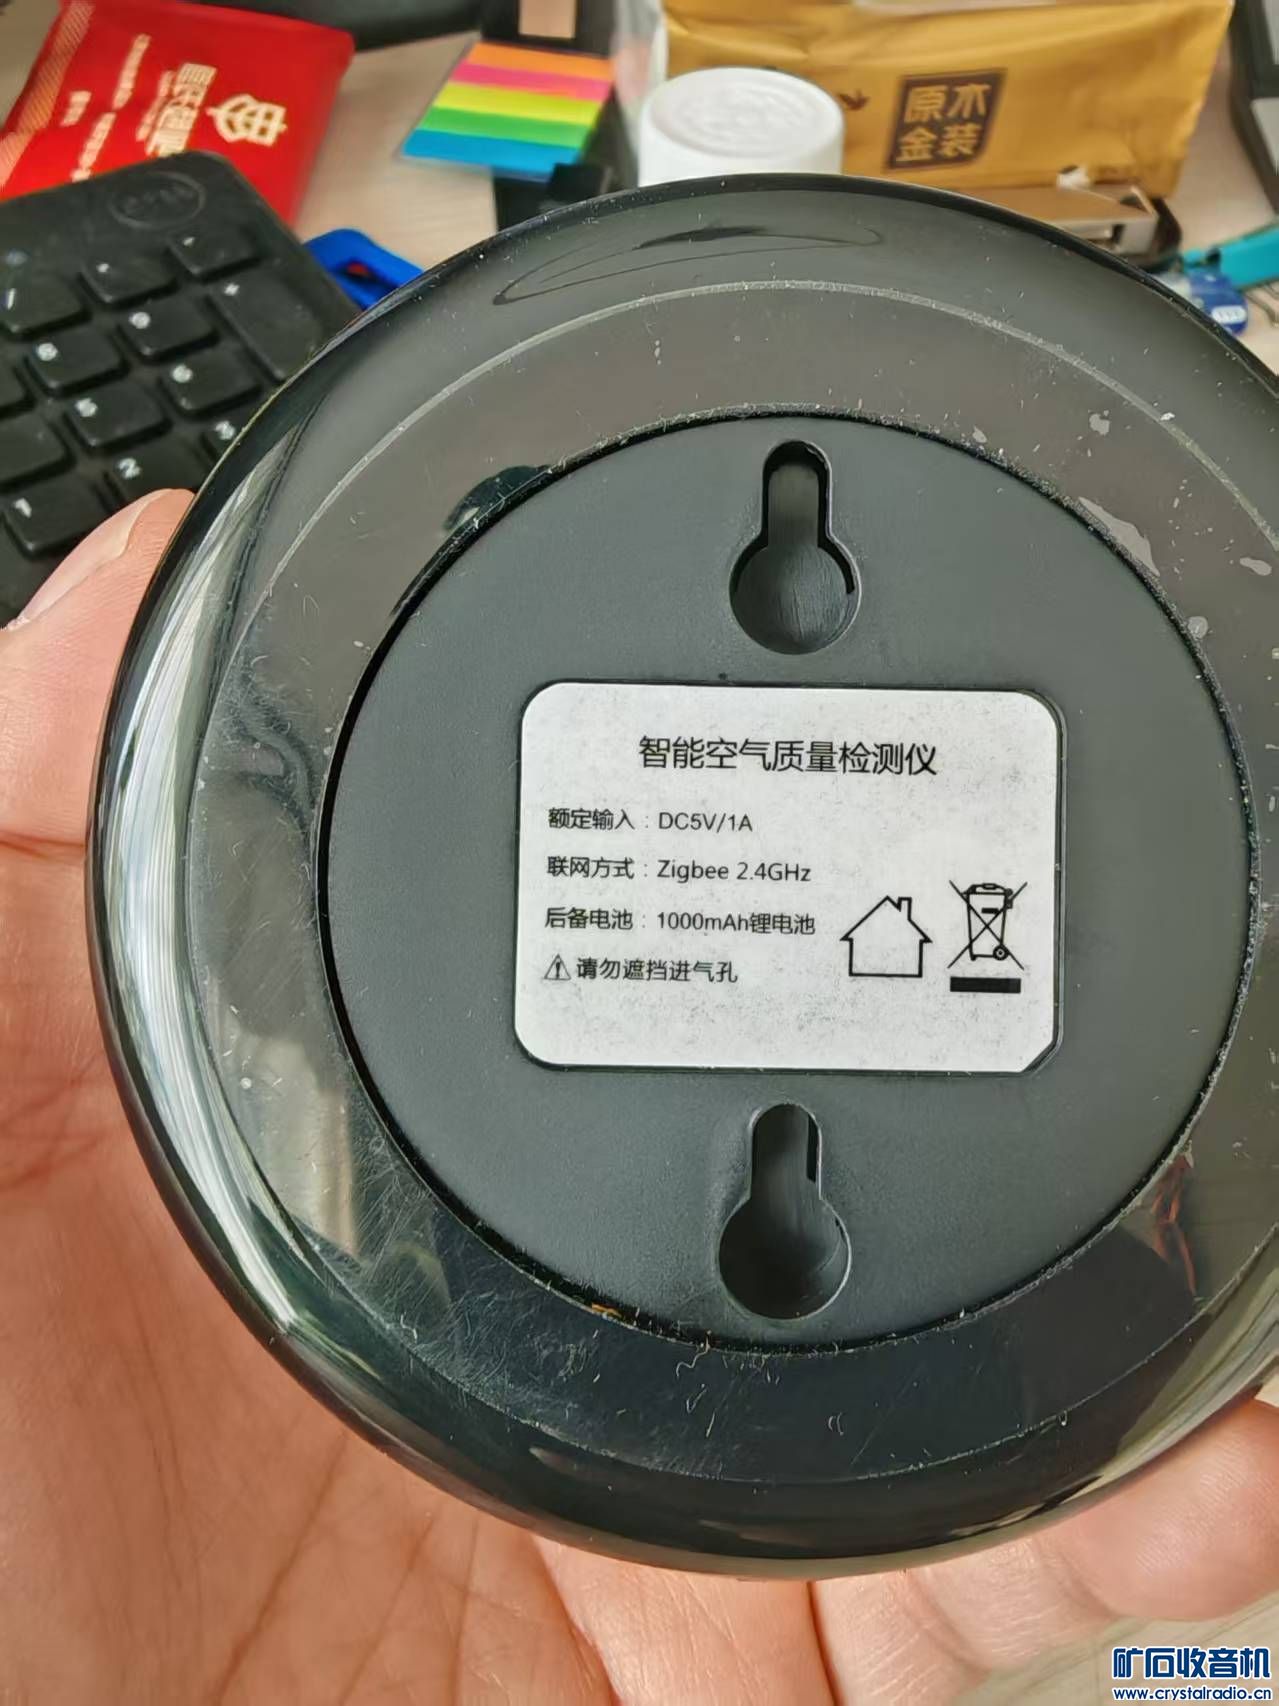 原木
金装
智能空气质量检测仪
额定输入：DC5V/1A
联网方式：Zigbee 2.4GHz
后备电池：1000mAh锂电池
请勿遮挡进气孔
矿石收音机
www.crystalradio.cn